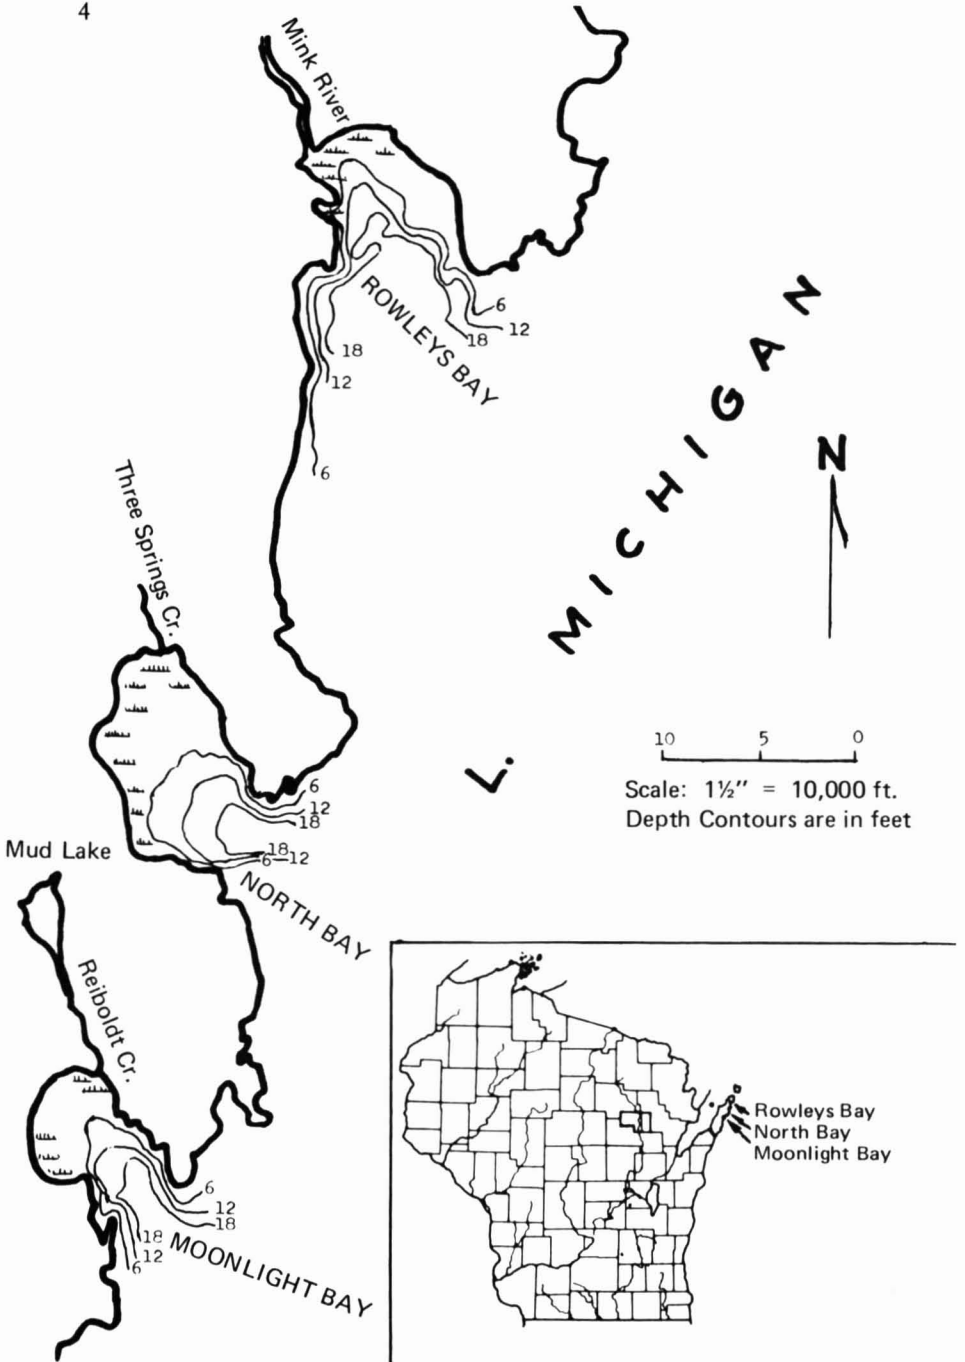 4
Mink River
ROWLEYS BAY
6
12
18
18
12
6
L. MICHIGAN
N
Three Springs Cr.
10 5 0
Scale: 1½" = 10,000 ft.
Depth Contours are in feet
6
12
18
18
6–12
NORTH BAY
Mud Lake
Reiboldt Cr.
6
12
18
18
12
6
MOONLIGHT BAY
Rowleys Bay
North Bay
Moonlight Bay